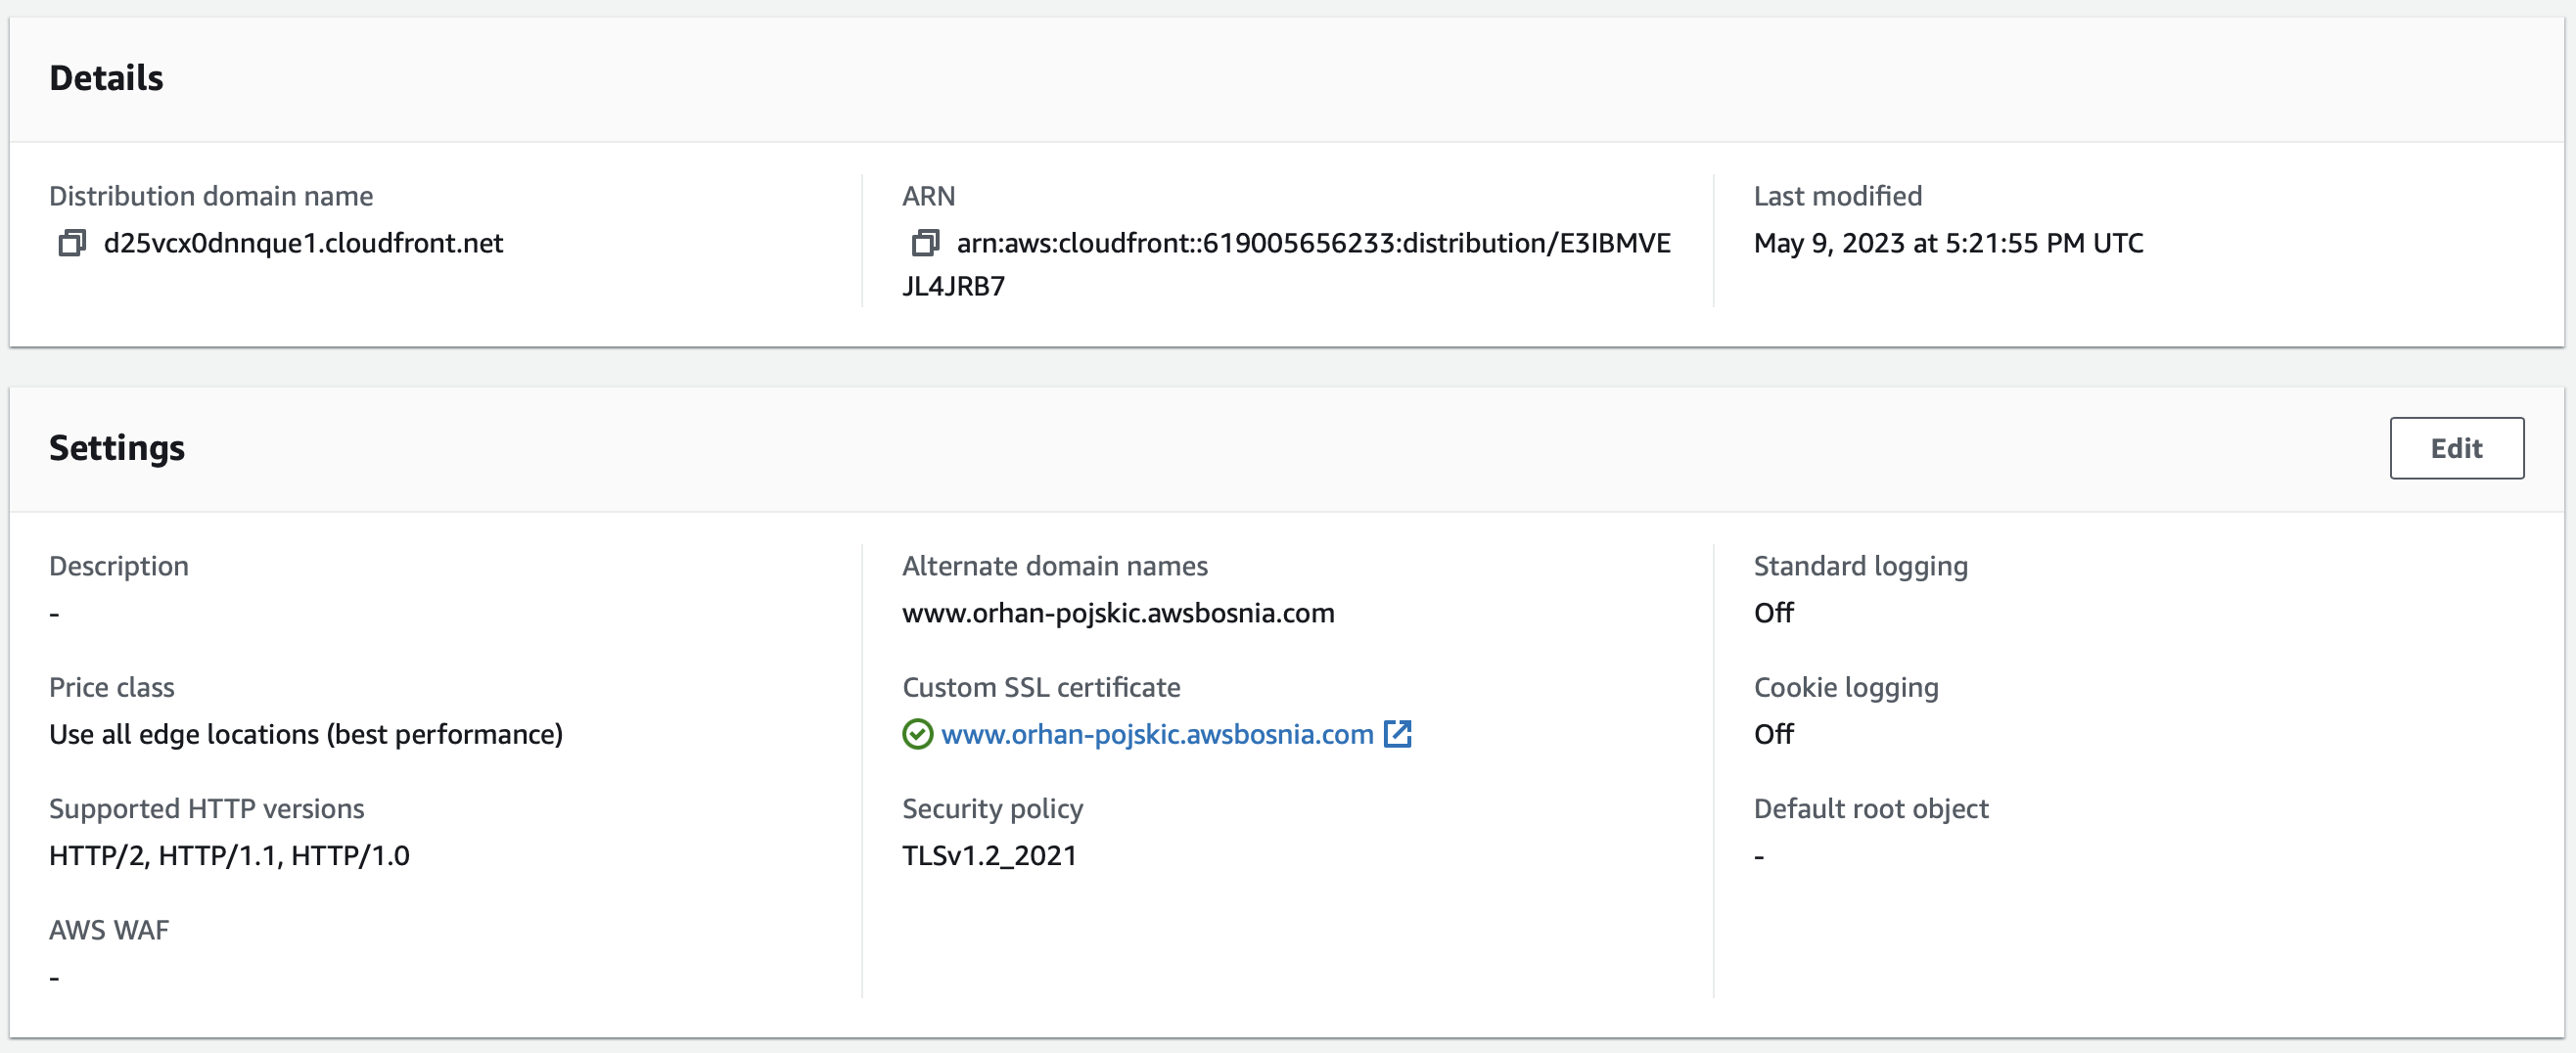 Details
Distribution domain name
d25vcx0dnnque1.cloudfront.net
ARN
arn:aws:cloudfront::619005656233:distribution/E3IBMVE
JL4JRB7
Last modified
May 9, 2023 at 5:21:55 PM UTC
Settings
Edit
Description
-
Price class
Use all edge locations (best performance)
Supported HTTP versions
HTTP/2, HTTP/1.1, HTTP/1.0
AWS WAF
-
Alternate domain names
www.orhan-pojskic.awsbosnia.com
Custom SSL certificate
www.orhan-pojskic.awsbosnia.com
Security policy
TLSv1.2_2021
Standard logging
Off
Cookie logging
Off
Default root object
-